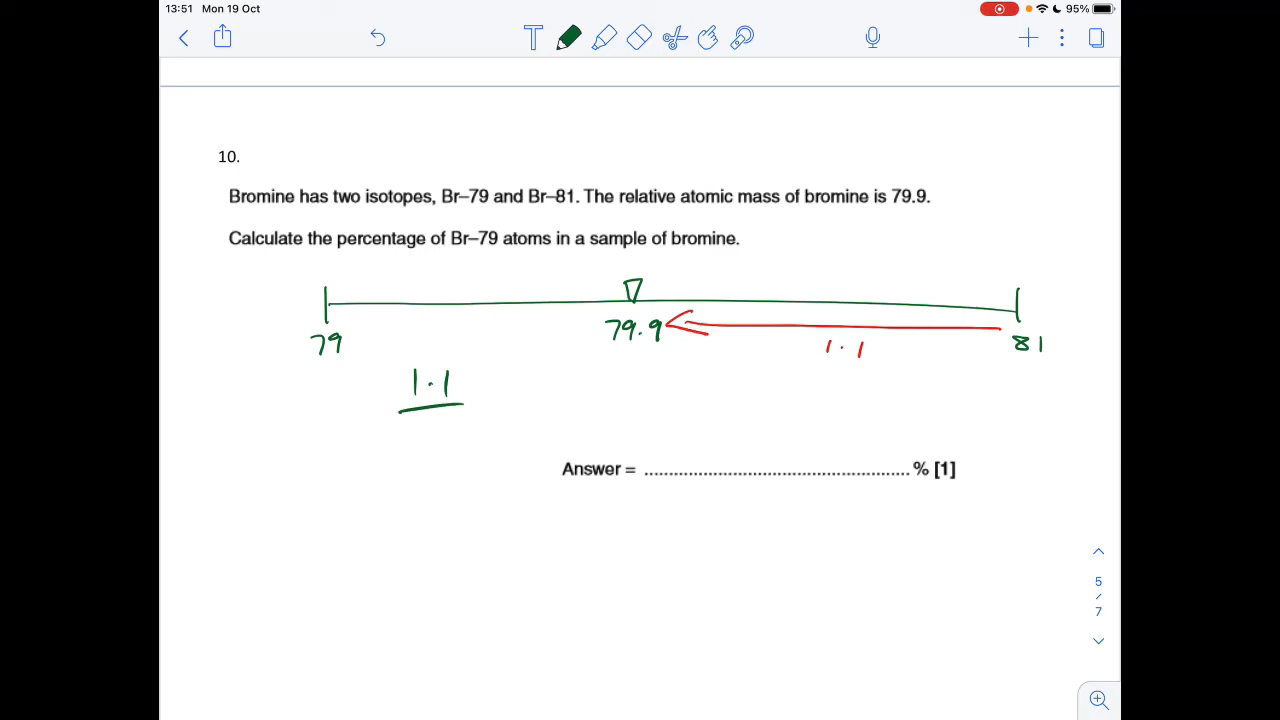 13:51 Mon 19 Oct 95%
T
10.
Bromine has two isotopes, Br–79 and Br–81. The relative atomic mass of bromine is 79.9.
Calculate the percentage of Br–79 atoms in a sample of bromine.
79 79.9 81
1.1
1.1
Answer = ...................................................... % [1]
5
/
7